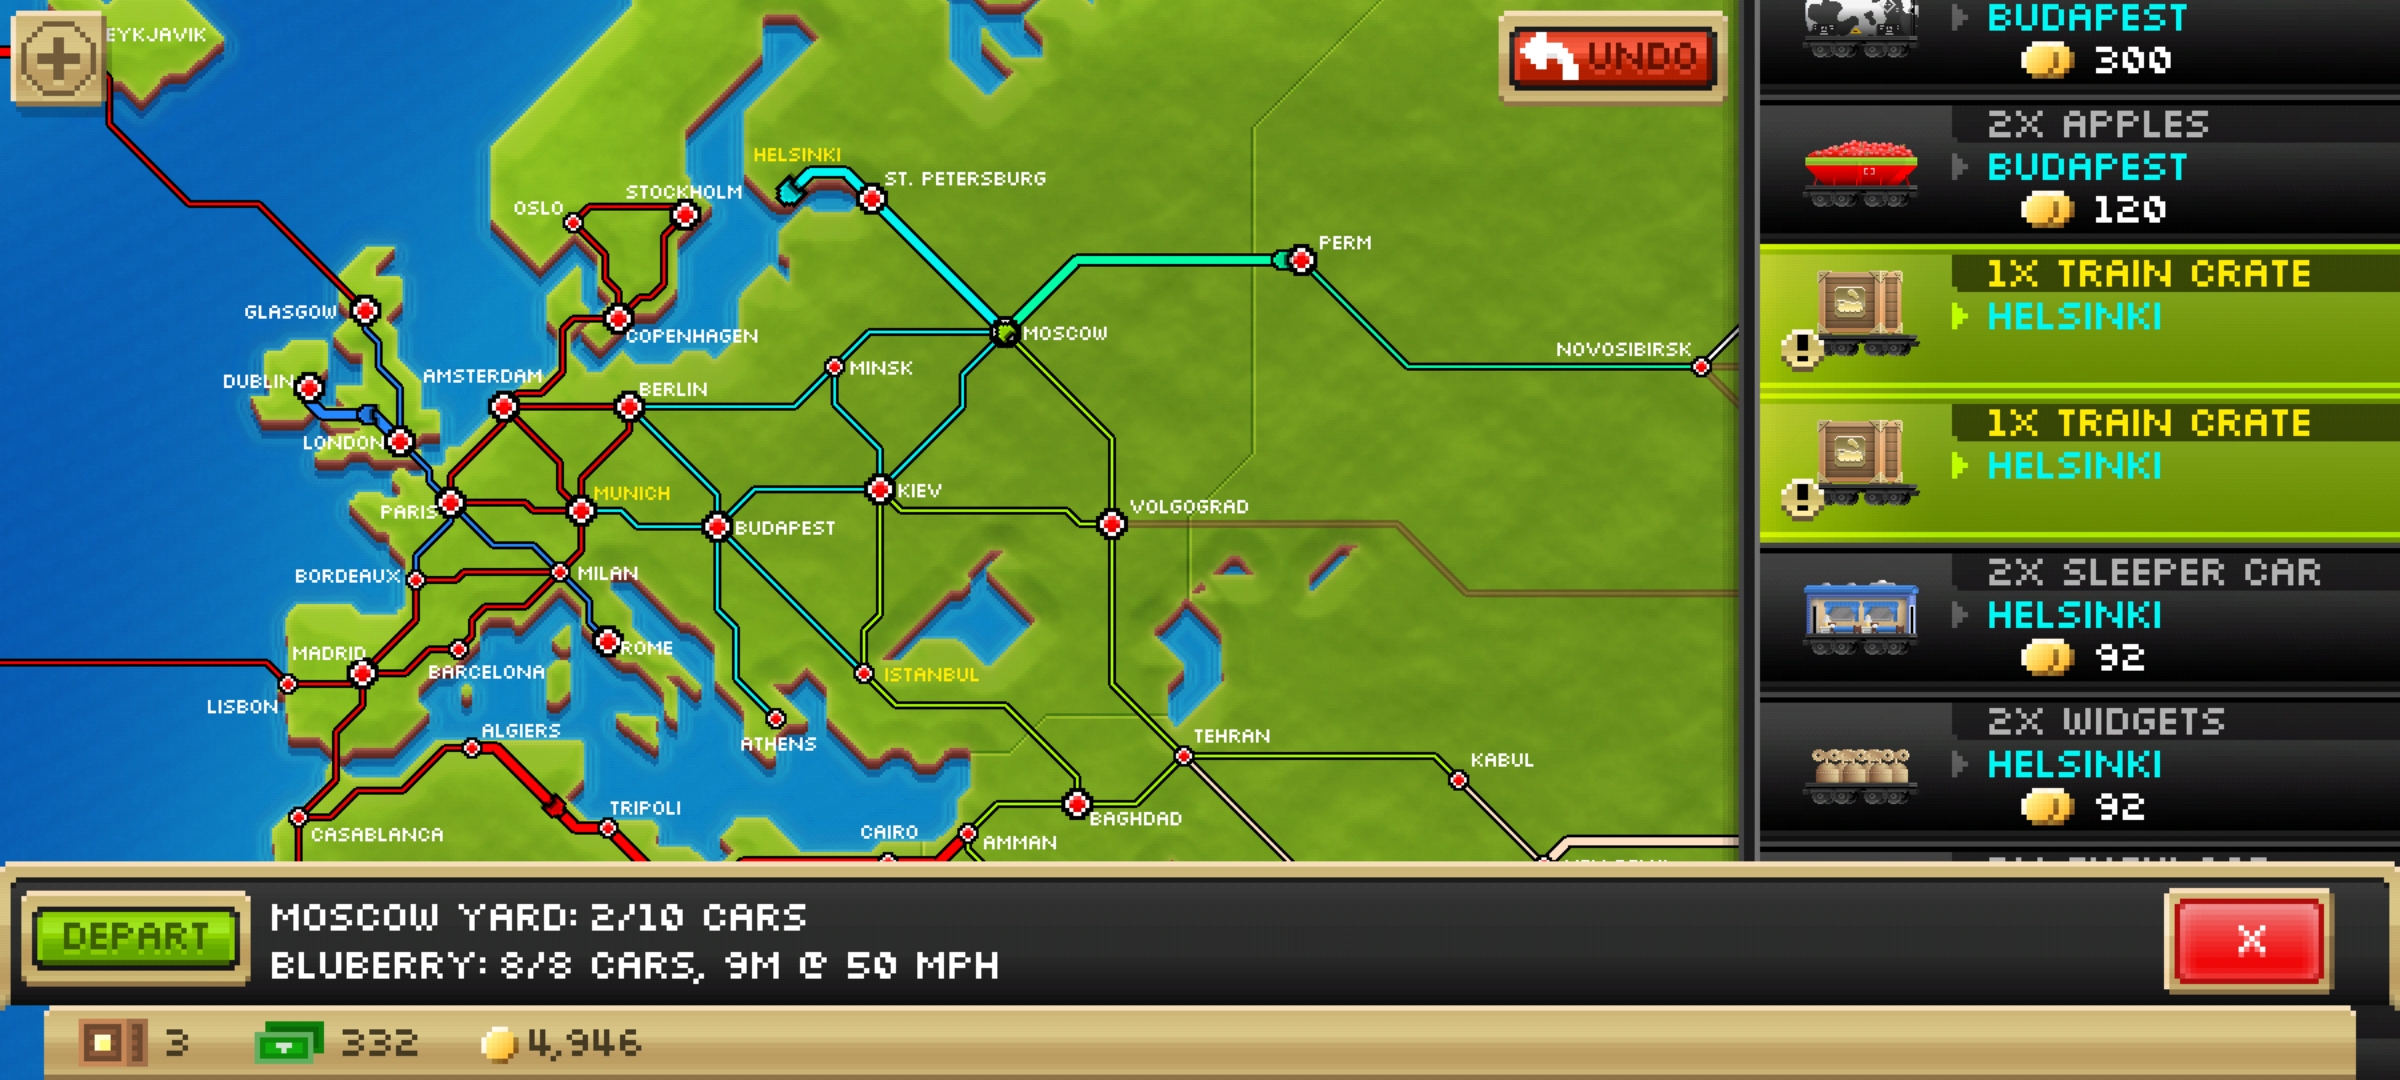 EYKJAVIK
UNDO
HELSINKI
ST. PETERSBURG
STOCKHOLM
OSLO
PERM
GLASGOW
COPENHAGEN
MOSCOW
NOVOSIBIRSK
DUBLIN
AMSTERDAM
BERLIN
MINSK
LONDON
MUNICH
KIEV
PARIS
BUDAPEST
VOLGOGRAD
BORDEAUX
MILAN
MADRID
ROME
BARCELONA
ISTANBUL
LISBON
ALGIERS
ATHENS
TEHRAN
KABUL
TRIPOLI
CASABLANCA
CAIRO
AMMAN
BAGHDAD
BUDAPEST
300
2X APPLES
BUDAPEST
120
1X TRAIN CRATE
HELSINKI
1X TRAIN CRATE
HELSINKI
2X SLEEPER CAR
HELSINKI
92
2X WIDGETS
HELSINKI
92
DEPART
MOSCOW YARD: 2/10 CARS
BLUBERRY: 8/8 CARS, 9M @ 50 MPH
X
3
332
4,946